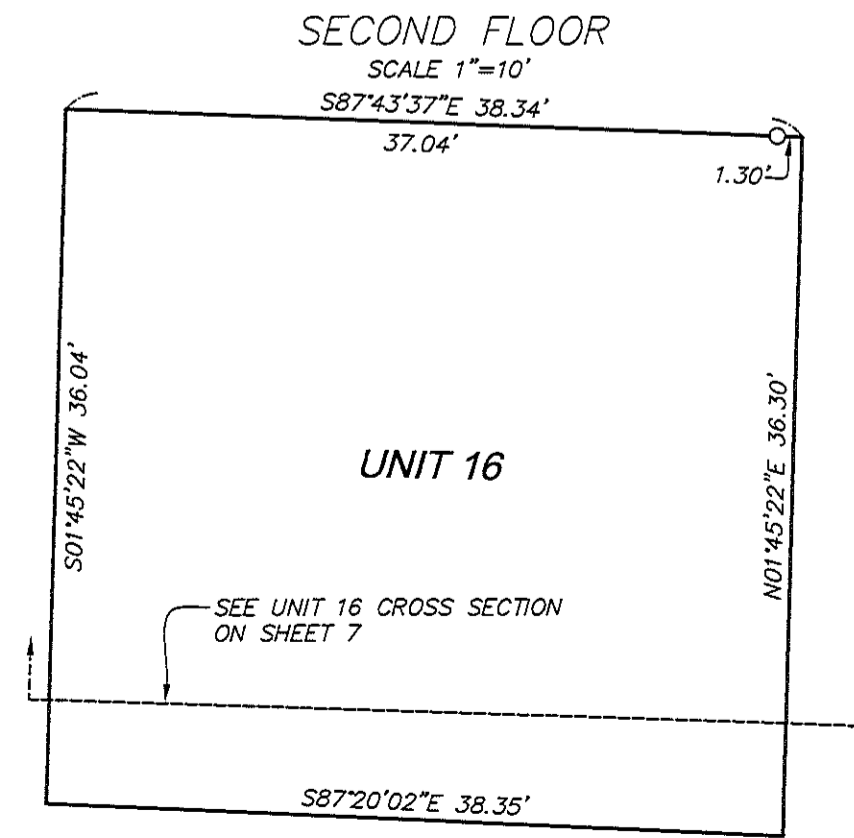 SECOND FLOOR
SCALE 1"=10'
S87°43'37"E 38.34'
37.04'
1.30'
S01°45'22"W 36.04'
N01°45'22"E 36.30'
UNIT 16
SEE UNIT 16 CROSS SECTION
ON SHEET 7
S87°20'02"E 38.35'